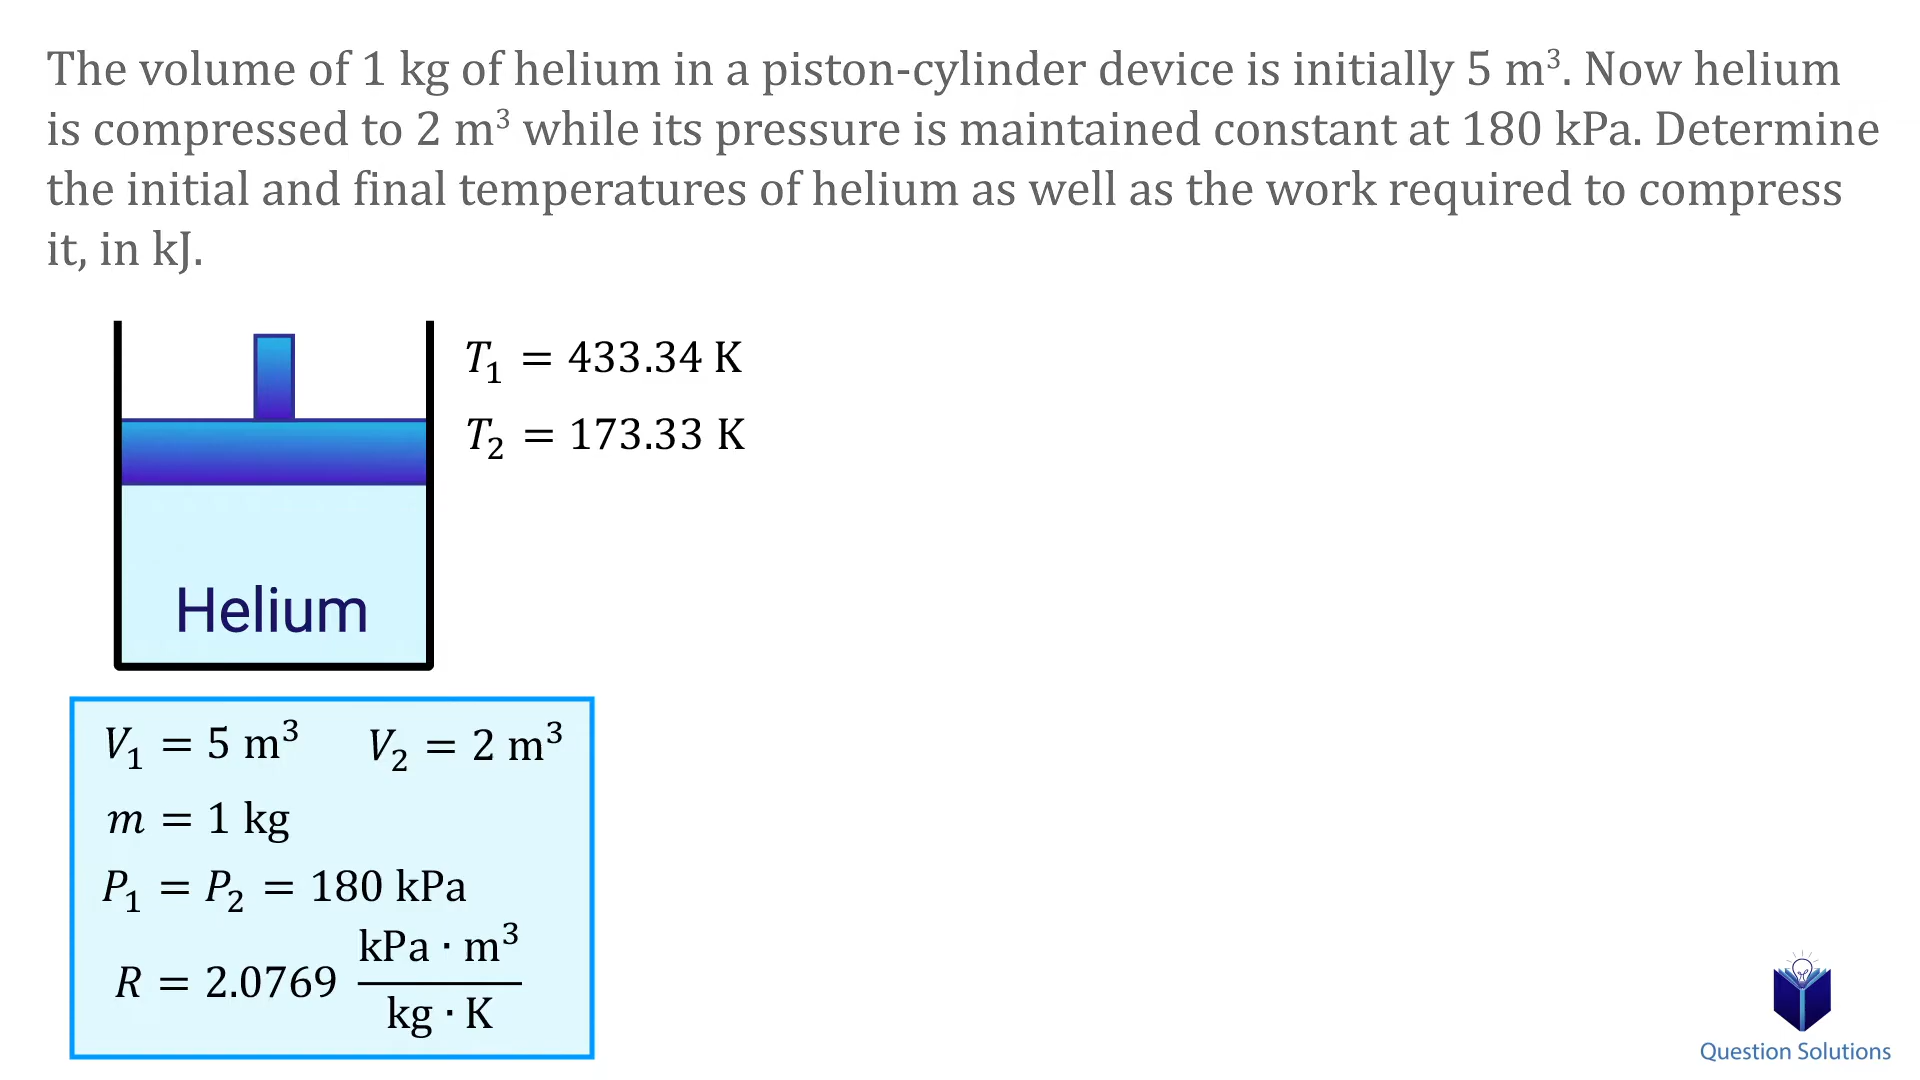 The volume of 1 kg of helium in a piston-cylinder device is initially 5 m³. Now helium
is compressed to 2 m³ while its pressure is maintained constant at 180 kPa. Determine
the initial and final temperatures of helium as well as the work required to compress
it, in kJ.
T₁ = 433.34 K
T₂ = 173.33 K
Helium
V₁ = 5 m³ V₂ = 2 m³
m = 1 kg
P₁ = P₂ = 180 kPa
R = 2.0769 kPa · m³
kg · K
Question Solutions